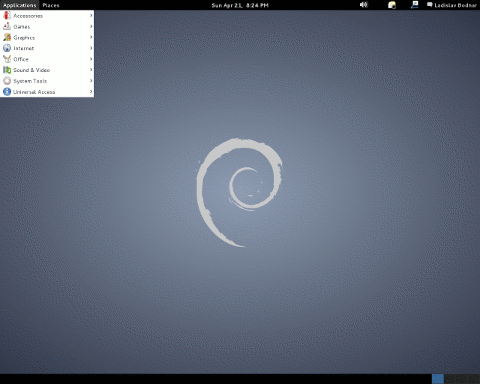 Applications Places Sun Apr 21, 8:24 PM Ladislav Bodnar
Accessories
Games
Graphics
Internet
Office
Sound & Video
System Tools
Universal Access